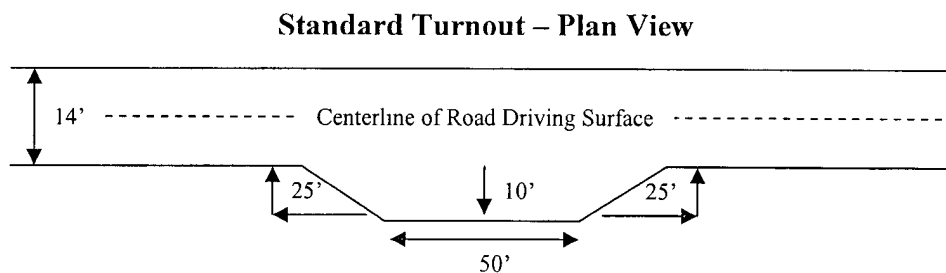 Standard Turnout – Plan View
14’
Centerline of Road Driving Surface
25’
10’
25’
50’